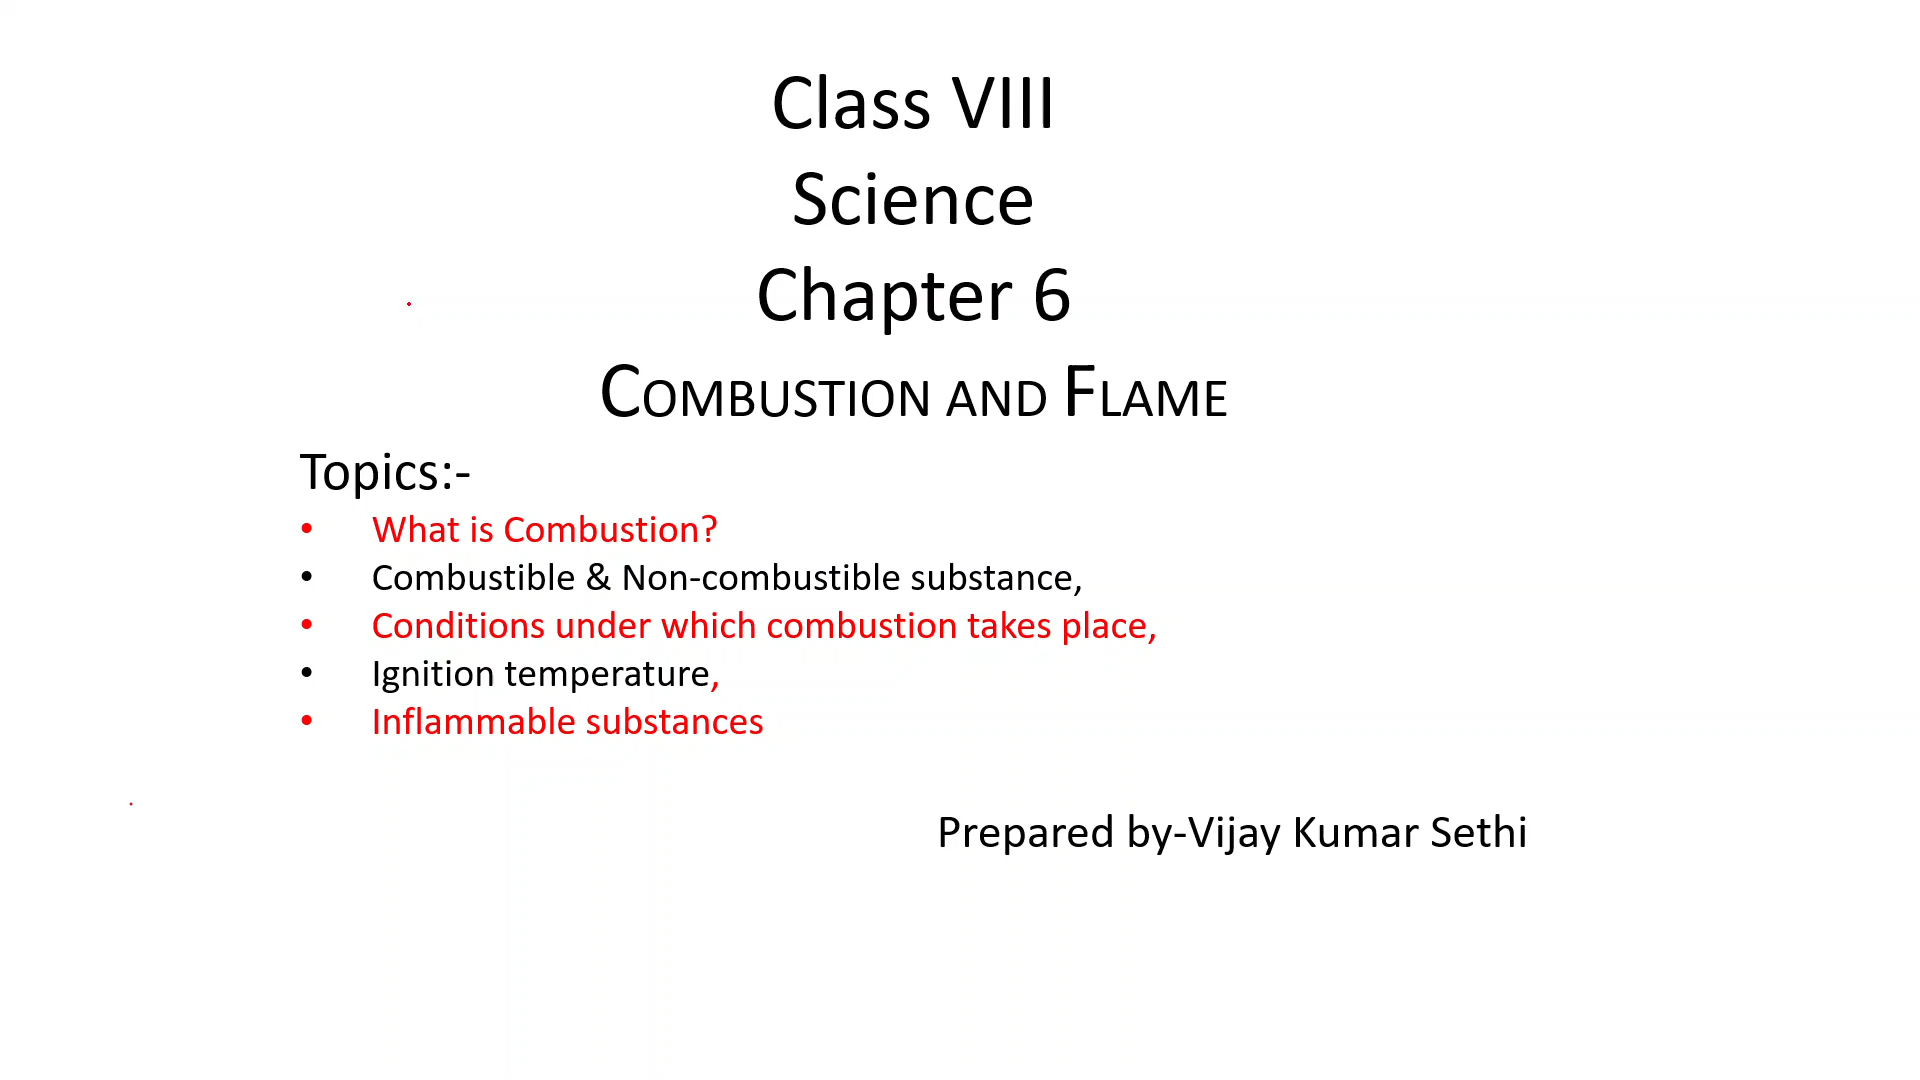 Class VIII
Science
Chapter 6
COMBUSTION AND FLAME
Topics:-
• What is Combustion?
• Combustible & Non-combustible substance,
• Conditions under which combustion takes place,
• Ignition temperature,
• Inflammable substances
Prepared by-Vijay Kumar Sethi